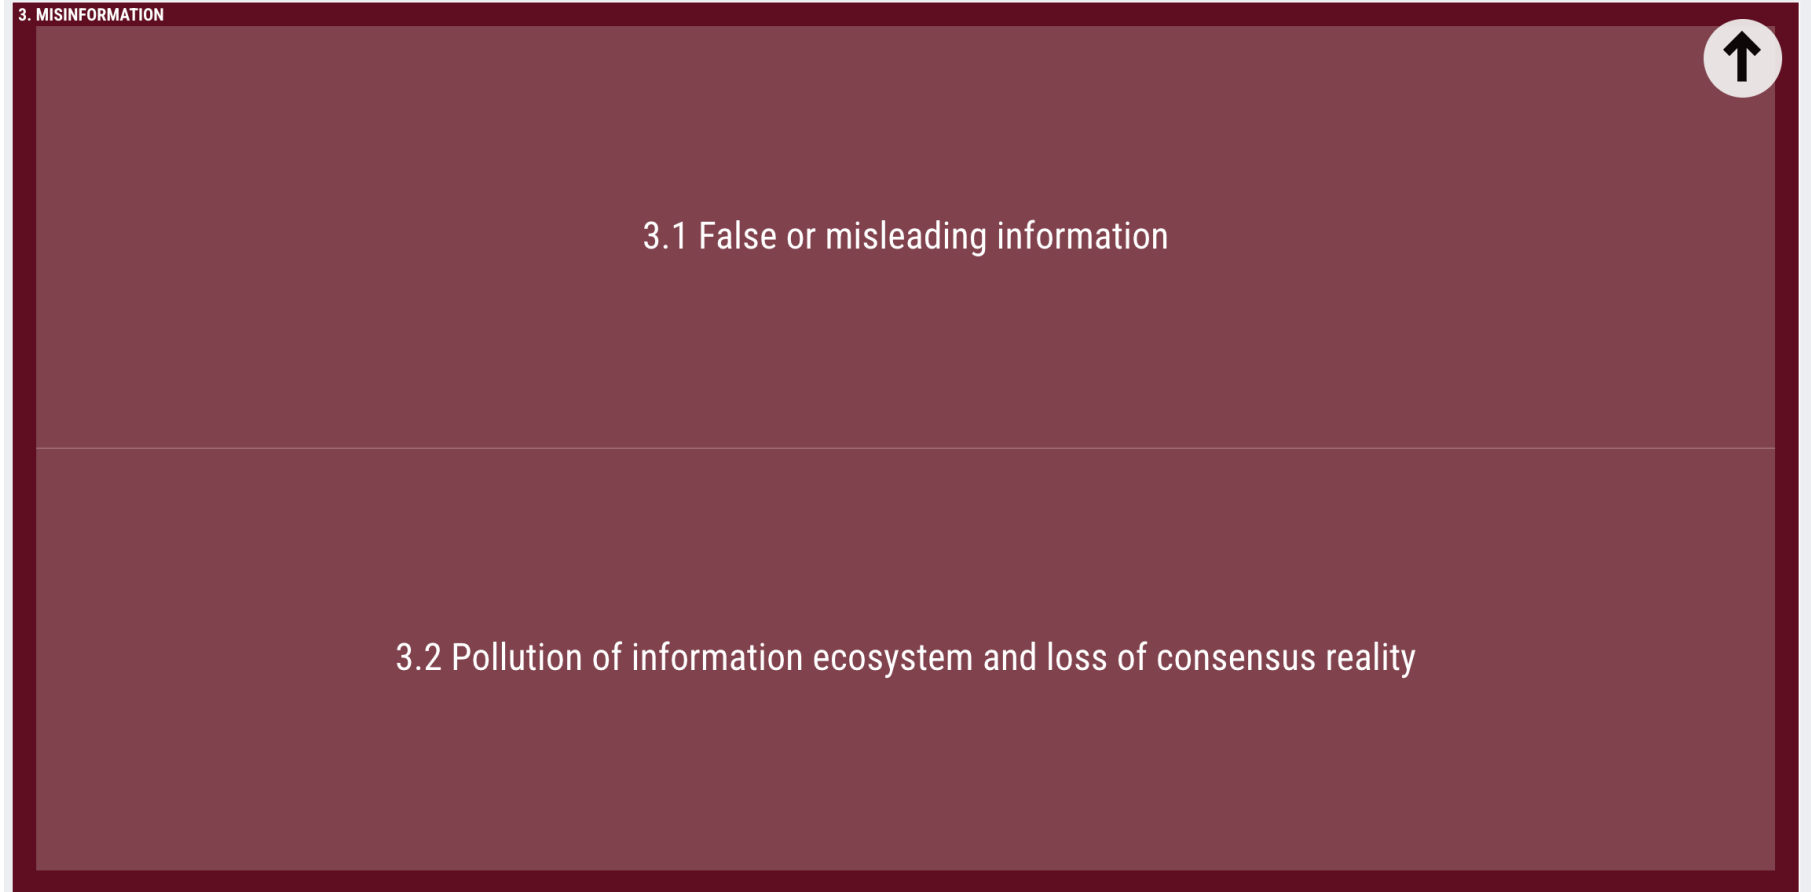 3. MISINFORMATION
3.1 False or misleading information
3.2 Pollution of information ecosystem and loss of consensus reality